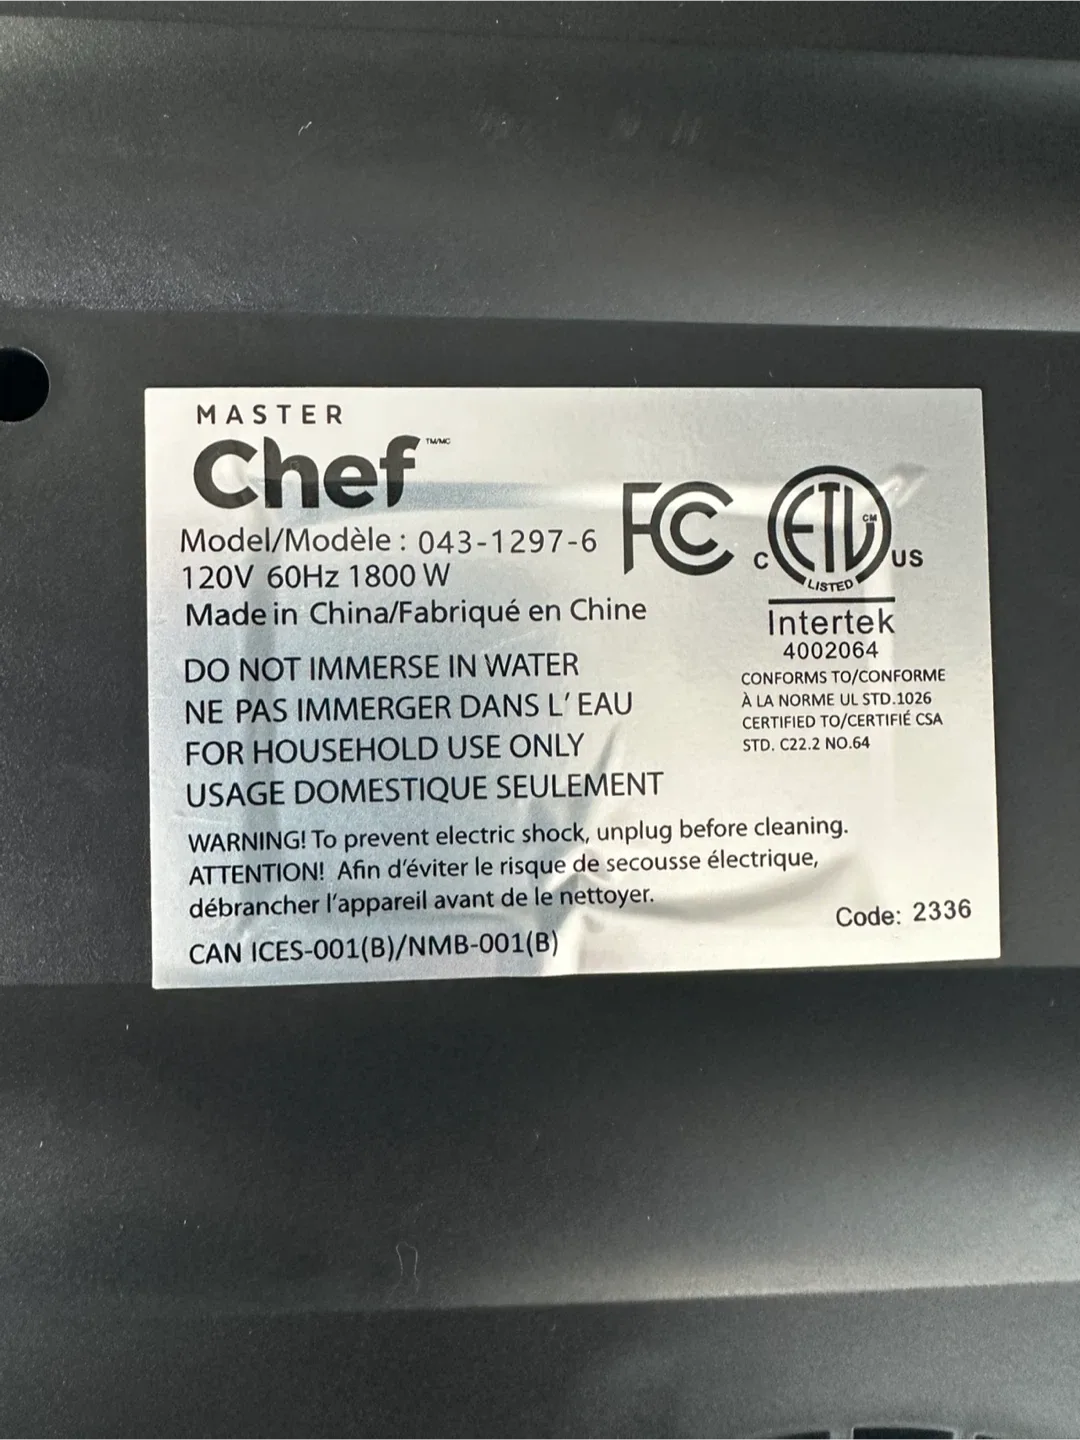 MASTER
Chef TM/MC
Model/Modèle : 043-1297-6
120V 60Hz 1800 W
Made in China/Fabriqué en Chine
DO NOT IMMERSE IN WATER
NE PAS IMMERGER DANS L' EAU
FOR HOUSEHOLD USE ONLY
USAGE DOMESTIQUE SEULEMENT
WARNING! To prevent electric shock, unplug before cleaning.
ATTENTION! Afin d'éviter le risque de secousse électrique,
débrancher l'appareil avant de le nettoyer.
CAN ICES-001(B)/NMB-001(B)
FC
C ETL CM US
LISTED
Intertek
4002064
CONFORMS TO/CONFORME
À LA NORME UL STD.1026
CERTIFIED TO/CERTIFIÉ CSA
STD. C22.2 NO.64
Code: 2336